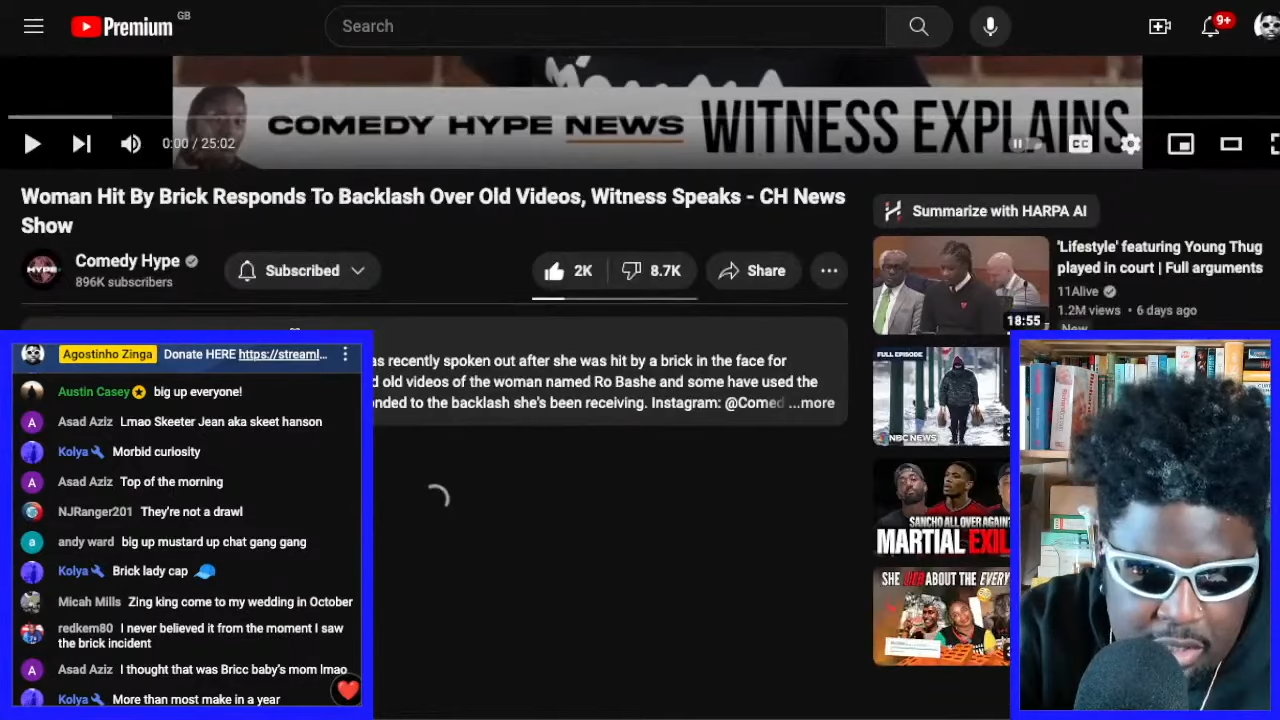 Premium GB
Search
9+
COMEDY HYPE NEWS WITNESS EXPLAINS
0:00 / 25:02
CC
Woman Hit By Brick Responds To Backlash Over Old Videos, Witness Speaks - CH News
Show
Comedy Hype
896K subscribers
HYPE
Subscribed
2K
8.7K
Share
as recently spoken out after she was hit by a brick in the face for
d old videos of the woman named Ro Bashe and some have used the
onded to the backlash she's been receiving. Instagram: @Comed ...more
Summarize with HARPA AI
'Lifestyle' featuring Young Thug
played in court | Full arguments
11Alive
1.2M views • 6 days ago
New
18:55
FULL EPISODE
NBC NEWS
SANCHO ALL OVER AGAIN?
MARTIAL EXIL
SHE LIED ABOUT THE EVERY
Agostinho Zinga Donate HERE https://streaml...
Austin Casey big up everyone!
A Asad Aziz Lmao Skeeter Jean aka skeet hanson
Kolya Morbid curiosity
A Asad Aziz Top of the morning
NJRanger201 They're not a drawl
a andy ward big up mustard up chat gang gang
Kolya Brick lady cap
Micah Mills Zing king come to my wedding in October
redkem80 I never believed it from the moment I saw
the brick incident
A Asad Aziz I thought that was Bricc baby's mom lmao
Kolya More than most make in a year